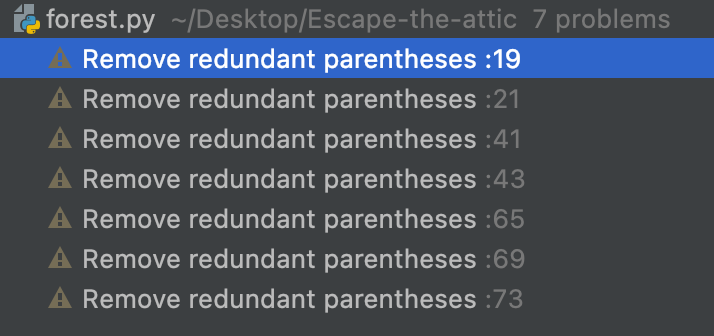 forest.py ~/Desktop/Escape-the-attic 7 problems
Remove redundant parentheses :19
Remove redundant parentheses :21
Remove redundant parentheses :41
Remove redundant parentheses :43
Remove redundant parentheses :65
Remove redundant parentheses :69
Remove redundant parentheses :73